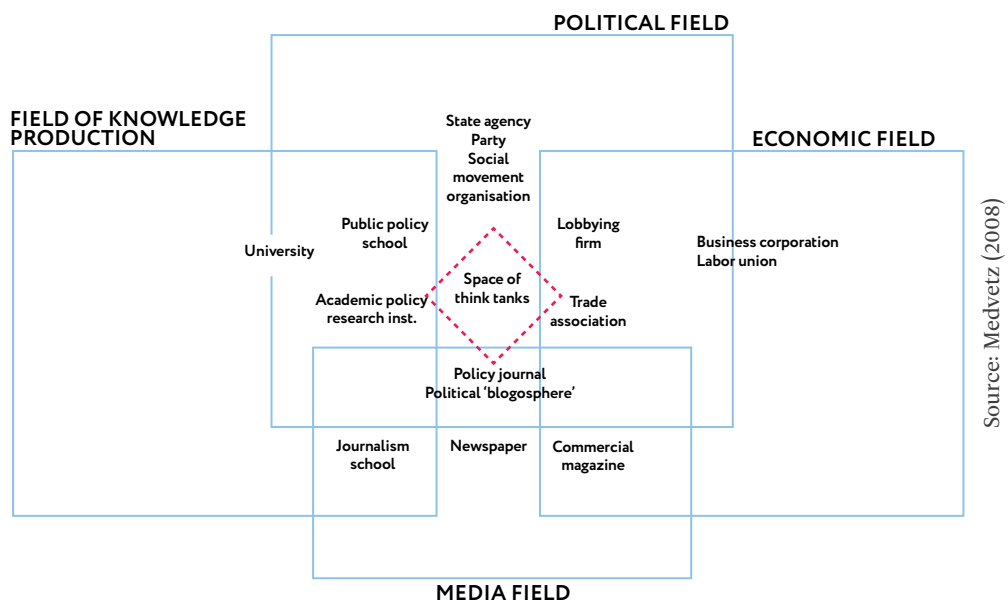 POLITICAL FIELD
FIELD OF KNOWLEDGE
PRODUCTION
ECONOMIC FIELD
State agency
Party
Social
movement
organisation
Public policy
school
University
Lobbying
firm
Business corporation
Labor union
Space of
think tanks
Academic policy
research inst.
Trade
association
Policy journal
Political ‘blogosphere’
Journalism
school
Newspaper
Commercial
magazine
MEDIA FIELD
Source: Medvetz (2008)